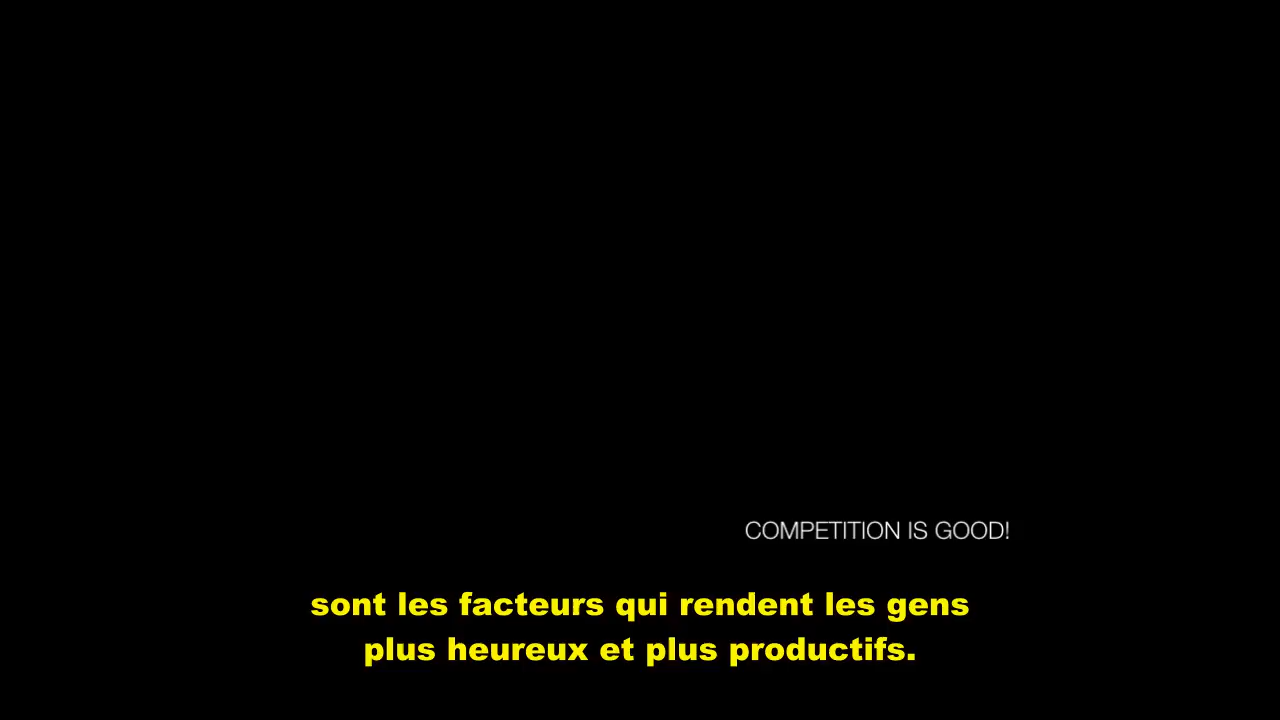 COMPETITION IS GOOD!
sont les facteurs qui rendent les gens
plus heureux et plus productifs.